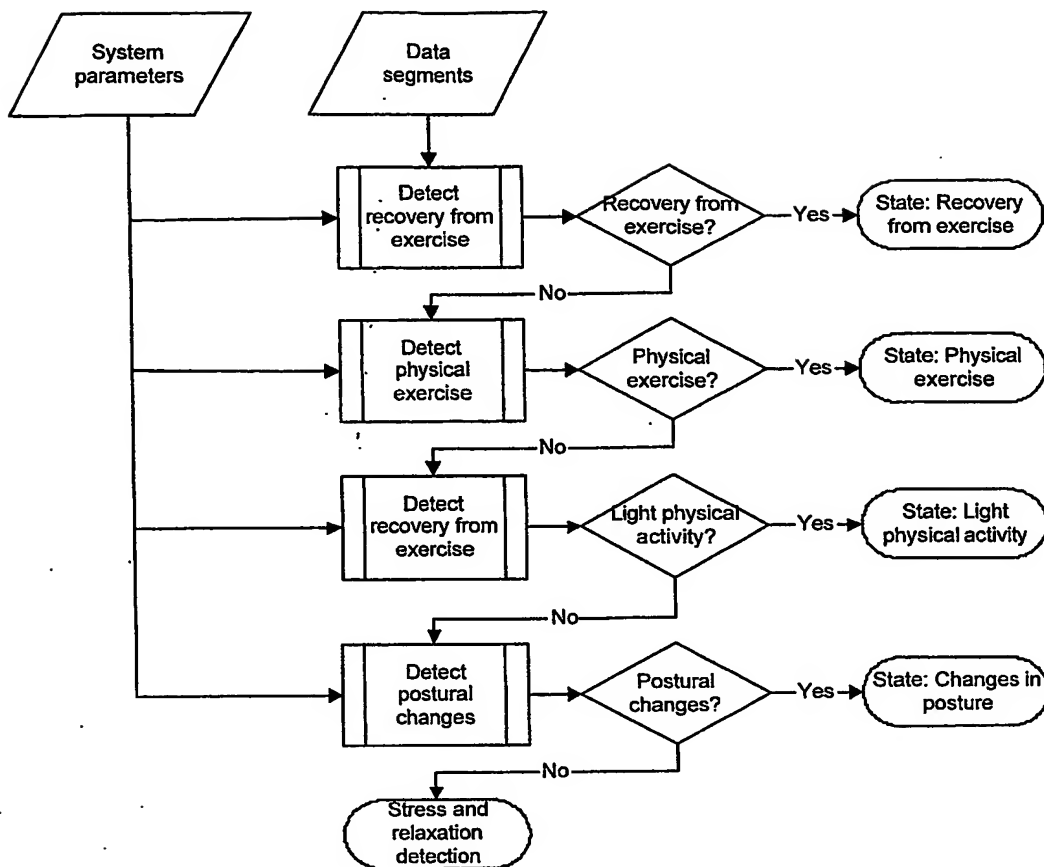 System
parameters
Data
segments
Detect
recovery from
exercise
Recovery from
exercise?
Yes
State: Recovery
from exercise
No
Detect
physical
exercise
Physical
exercise?
Yes
State: Physical
exercise
No
Detect
recovery from
exercise
Light physical
activity?
Yes
State: Light
physical activity
No
Detect
postural
changes
Postural
changes?
Yes
State: Changes in
posture
No
Stress and
relaxation
detection